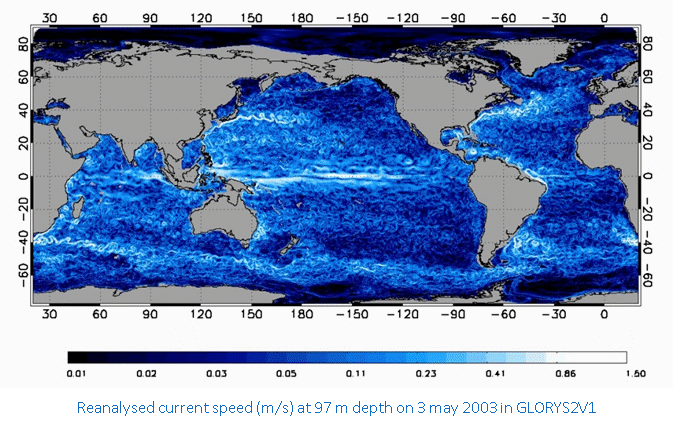 30 60 90 120 150 180 −150 −120 −90 −60 −30 0
80 80
60 60
40 40
20 20
0 0
−20 −20
−40 −40
−60 −60
30 60 90 120 150 180 −150 −120 −90 −60 −30 0
0.01 0.02 0.03 0.05 0.11 0.23 0.41 0.86 1.50
Reanalysed current speed (m/s) at 97 m depth on 3 may 2003 in GLORYS2V1